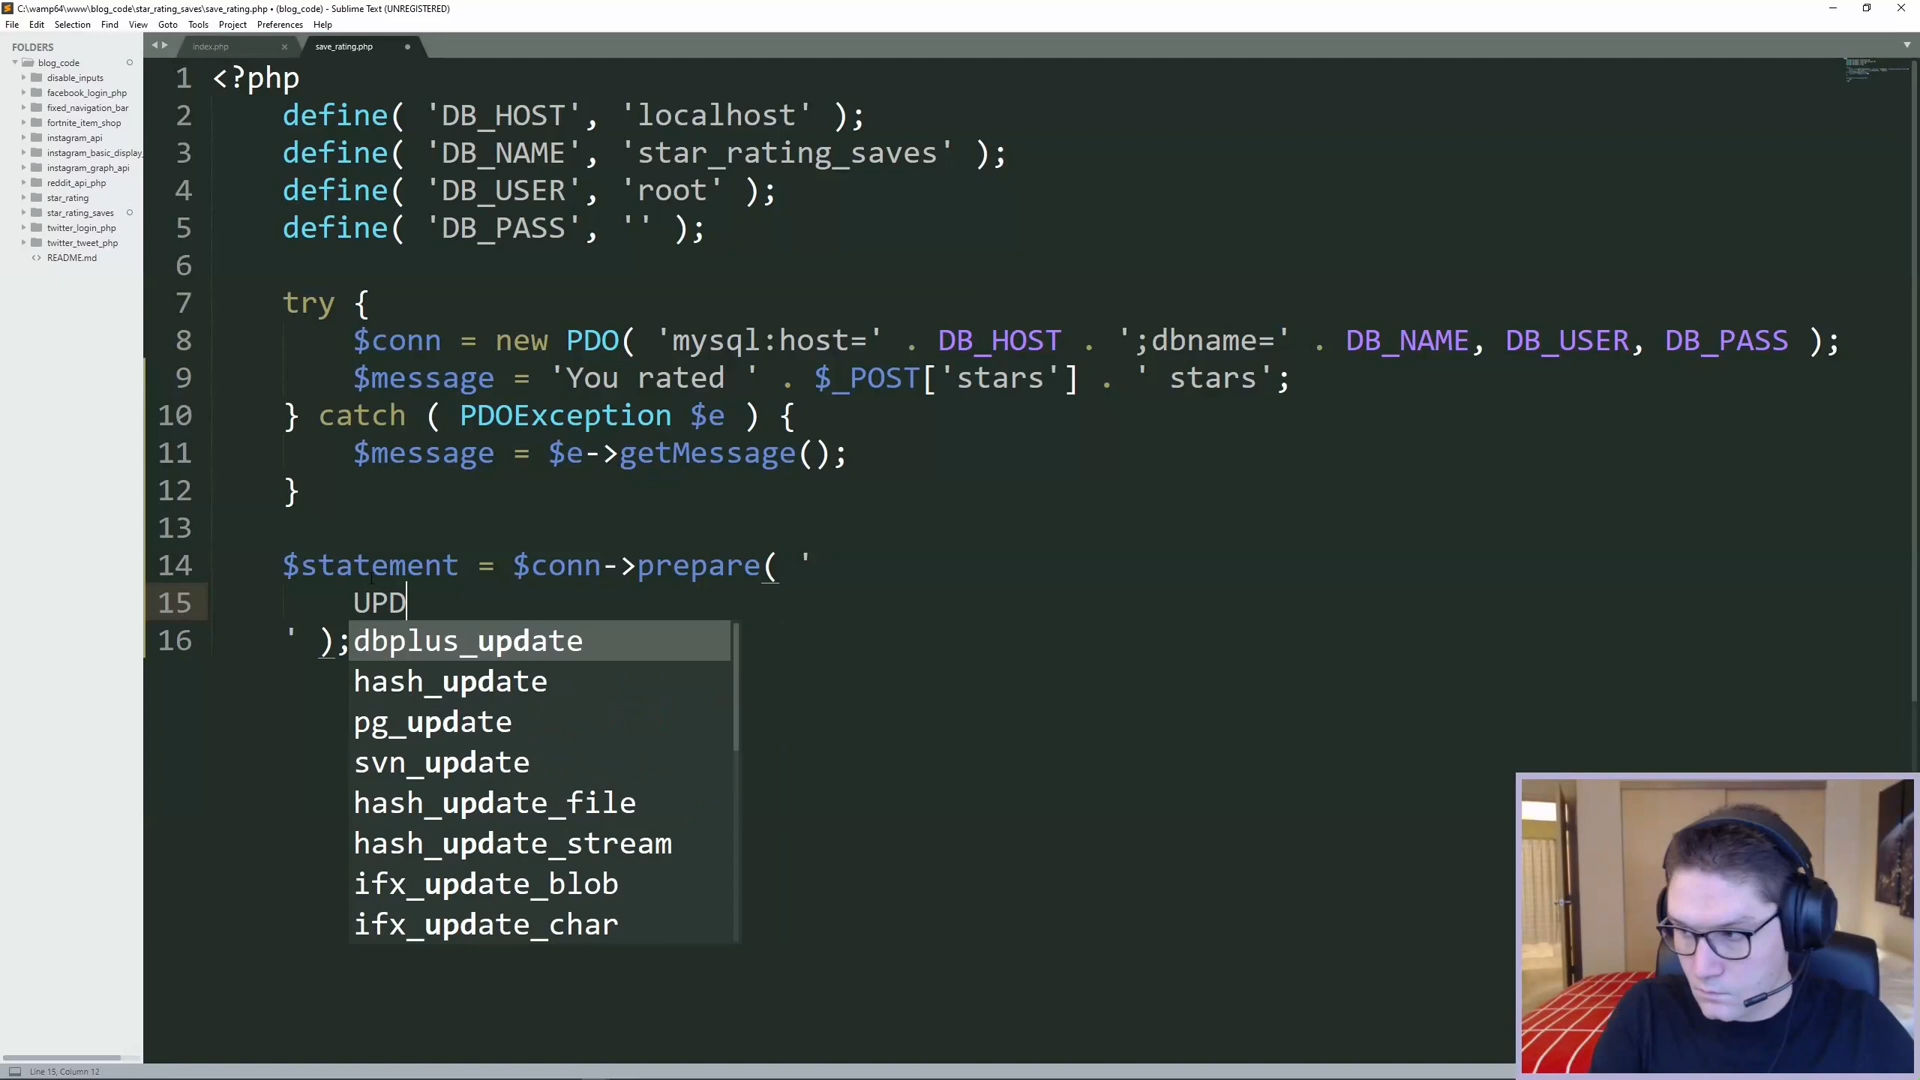 C:\wamp64\www\blog_code\star_rating_saves\save_rating.php • (blog_code) - Sublime Text (UNREGISTERED)
File Edit Selection Find View Goto Tools Project Preferences Help
FOLDERS
blog_code
disable_inputs
facebook_login_php
fixed_navigation_bar
fortnite_item_shop
instagram_api
instagram_basic_display_
instagram_graph_api
reddit_api_php
star_rating
star_rating_saves
twitter_login_php
twitter_tweet_php
README.md
index.php save_rating.php
1 <?php
2 define( 'DB_HOST', 'localhost' );
3 define( 'DB_NAME', 'star_rating_saves' );
4 define( 'DB_USER', 'root' );
5 define( 'DB_PASS', '' );
6
7 try {
8 $conn = new PDO( 'mysql:host=' . DB_HOST . ';dbname=' . DB_NAME, DB_USER, DB_PASS );
9 $message = 'You rated ' . $_POST['stars'] . ' stars';
10 } catch ( PDOException $e ) {
11 $message = $e->getMessage();
12 }
13
14 $statement = $conn->prepare( '
15 UPD
16 ' );
dbplus_update
hash_update
pg_update
svn_update
hash_update_file
hash_update_stream
ifx_update_blob
ifx_update_char
Line 15, Column 12